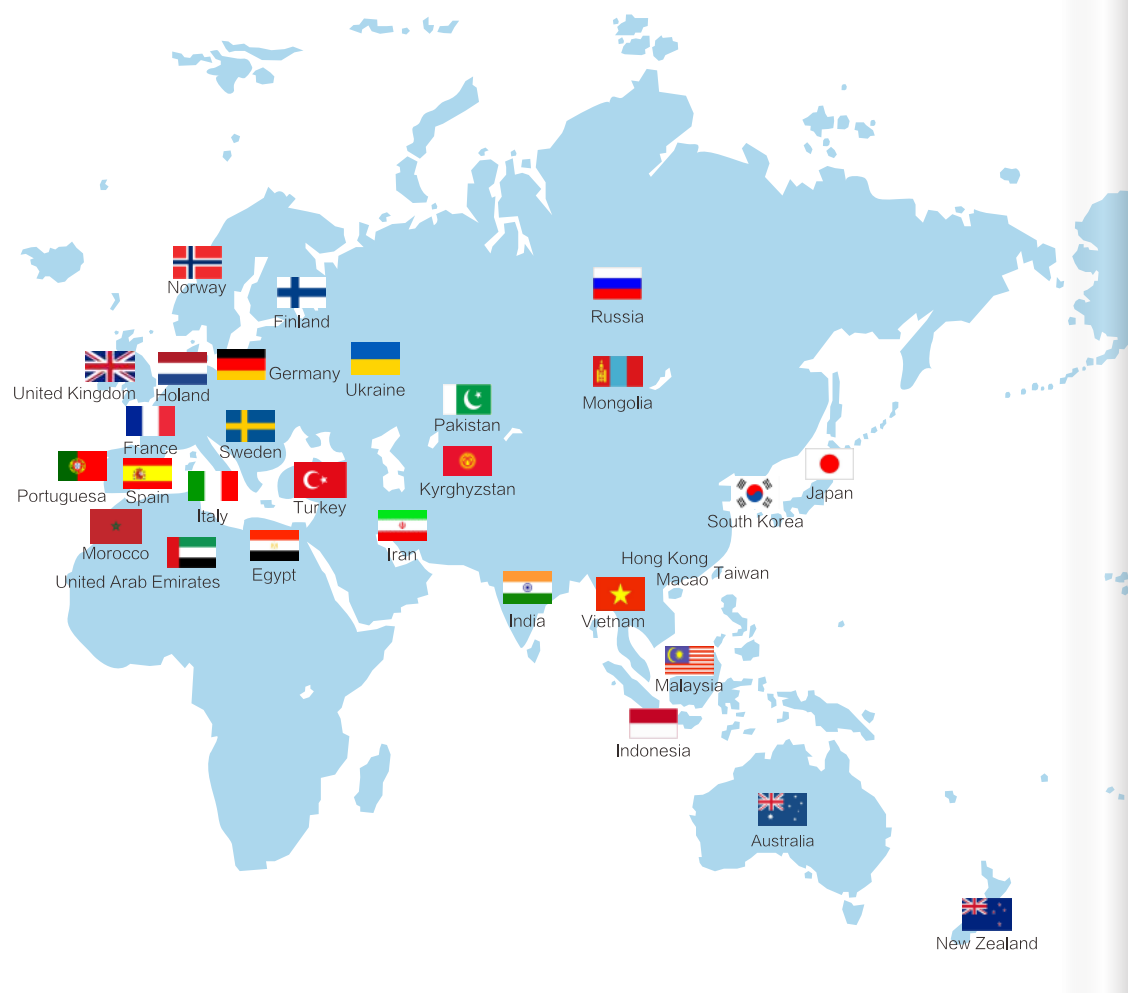 Norway
Finland
Russia
United Kingdom
Holand
Germany
Ukraine
Mongolia
Pakistan
France
Sweden
Kyrghyzstan
Portuguesa
Spain
Italy
Turkey
Japan
South Korea
Morocco
Iran
United Arab Emirates
Egypt
Hong Kong
Macao
Taiwan
India
Vietnam
Malaysia
Indonesia
Australia
New Zealand